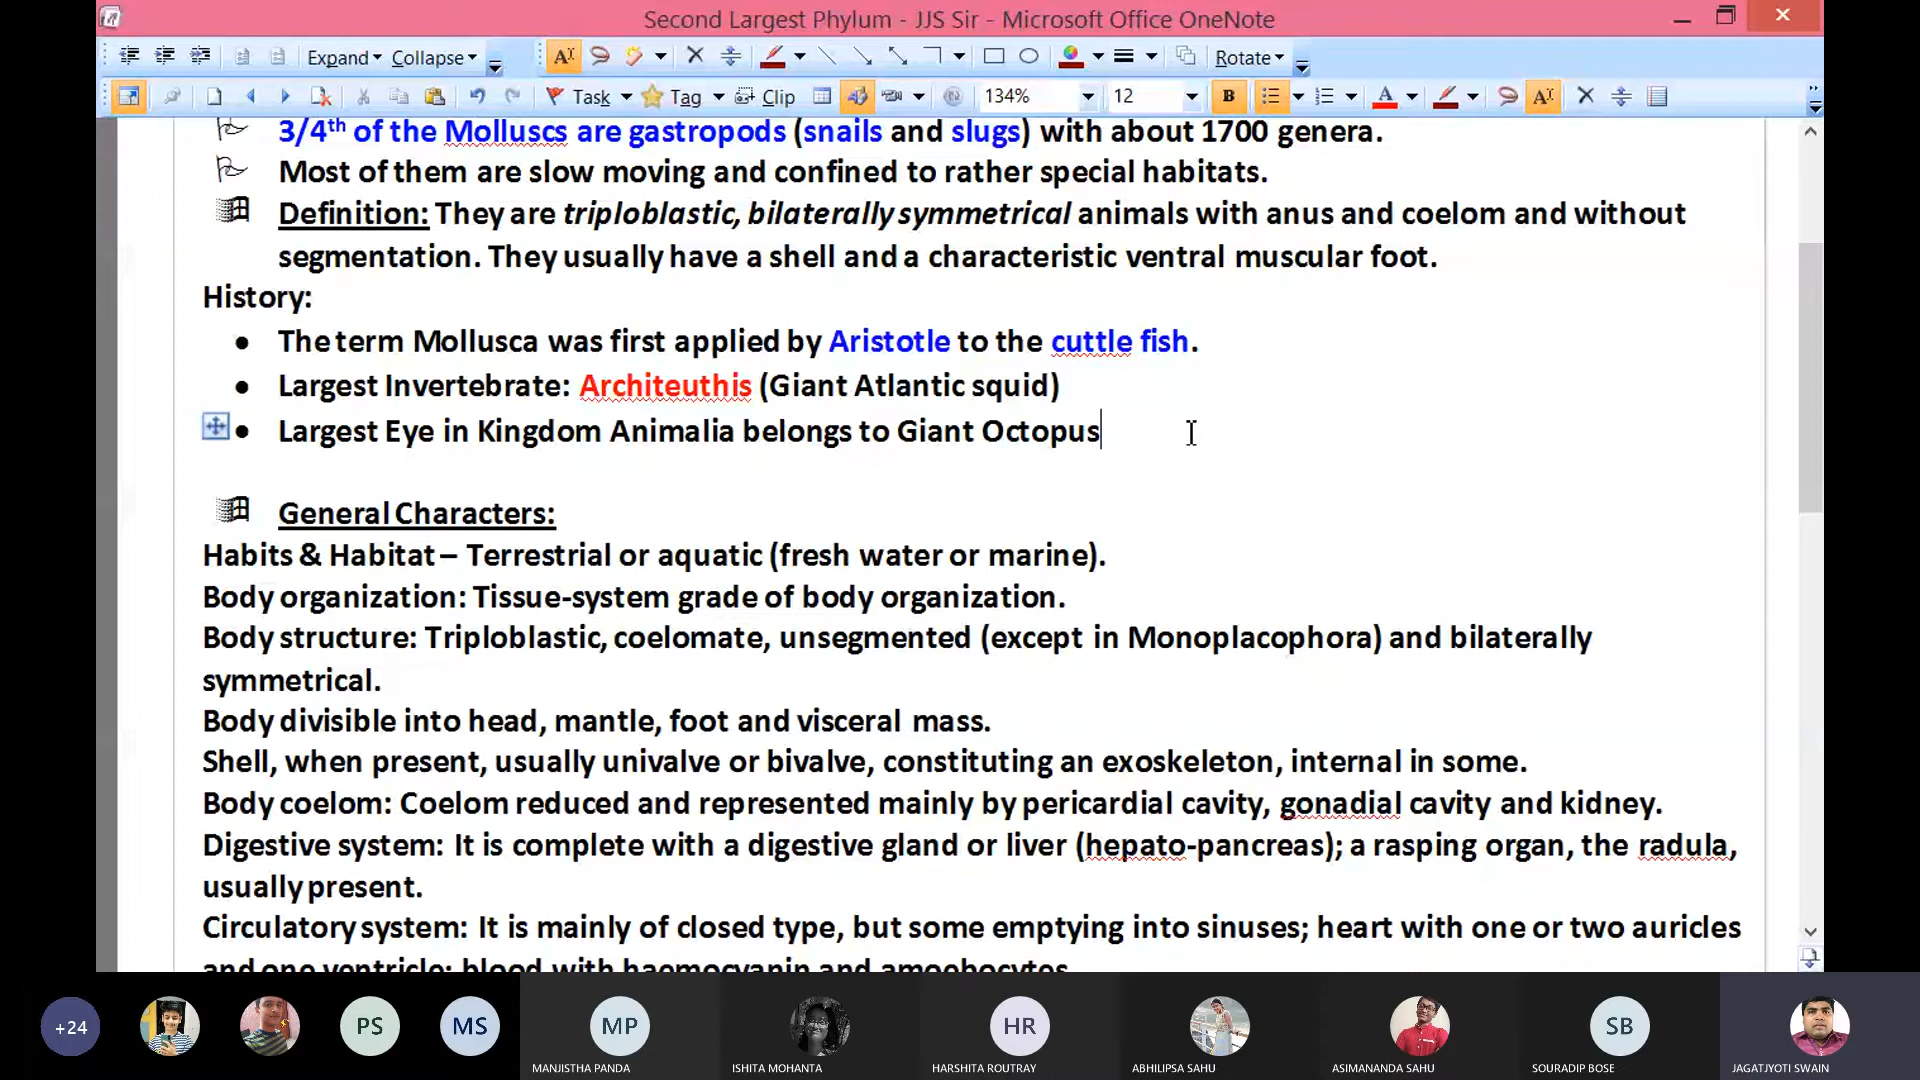 Second Largest Phylum - JJS Sir - Microsoft Office OneNote
Expand Collapse Rotate
Task Tag Clip 134% 12 B
3/4th of the Molluscs are gastropods (snails and slugs) with about 1700 genera.
Most of them are slow moving and confined to rather special habitats.
Definition: They are triploblastic, bilaterally symmetrical animals with anus and coelom and without
segmentation. They usually have a shell and a characteristic ventral muscular foot.
History:
● The term Mollusca was first applied by Aristotle to the cuttle fish.
● Largest Invertebrate: Architeuthis (Giant Atlantic squid)
● Largest Eye in Kingdom Animalia belongs to Giant Octopus
General Characters:
Habits & Habitat – Terrestrial or aquatic (fresh water or marine).
Body organization: Tissue-system grade of body organization.
Body structure: Triploblastic, coelomate, unsegmented (except in Monoplacophora) and bilaterally
symmetrical.
Body divisible into head, mantle, foot and visceral mass.
Shell, when present, usually univalve or bivalve, constituting an exoskeleton, internal in some.
Body coelom: Coelom reduced and represented mainly by pericardial cavity, gonadial cavity and kidney.
Digestive system: It is complete with a digestive gland or liver (hepato-pancreas); a rasping organ, the radula,
usually present.
Circulatory system: It is mainly of closed type, but some emptying into sinuses; heart with one or two auricles
and one ventricle; blood with haemocyanin and amoebocytes.
+24 PS MS MP HR SB
MANJISTHA PANDA ISHITA MOHANTA HARSHITA ROUTRAY ABHILIPSA SAHU ASIMANANDA SAHU SOURADIP BOSE JAGATJYOTI SWAIN